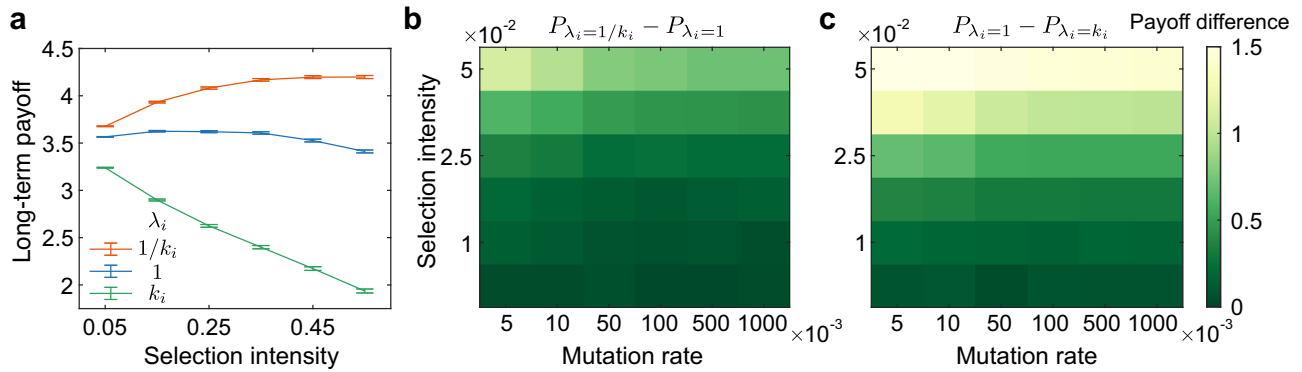 a
Long-term payoff
4.5
4
3.5
3
2.5
2
λ_i
1/k_i
1
k_i
0.05 0.25 0.45
Selection intensity
b
P_{λ_i=1/k_i} − P_{λ_i=1}
×10⁻²
Selection intensity
5
2.5
1
5 10 50 100 500 1000 ×10⁻³
Mutation rate
c
P_{λ_i=1} − P_{λ_i=k_i}
×10⁻²
5
2.5
1
5 10 50 100 500 1000 ×10⁻³
Mutation rate
Payoff difference
1.5
1
0.5
0